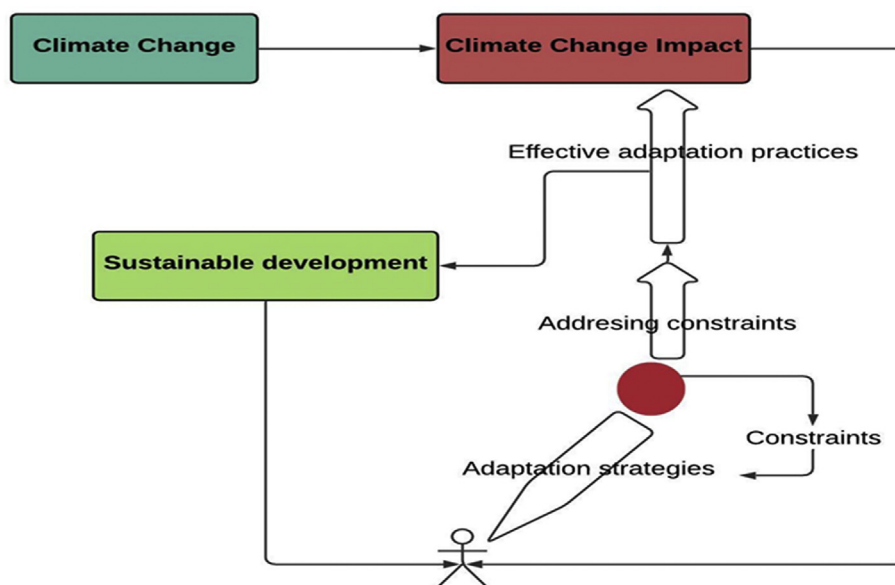 Climate Change
Climate Change Impact
Effective adaptation practices
Sustainable development
Addresing constraints
Constraints
Adaptation strategies